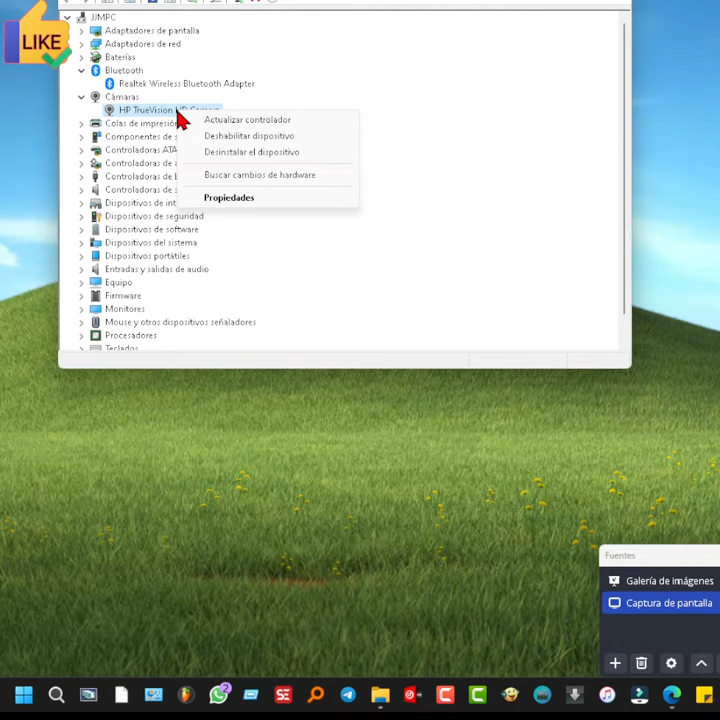 LIKE
JJMPC
Adaptadores de pantalla
Adaptadores de red
Baterías
Bluetooth
Realtek Wireless Bluetooth Adapter
Cámaras
HP TrueVision HD Camera
Actualizar controlador
Deshabilitar dispositivo
Desinstalar el dispositivo
Buscar cambios de hardware
Propiedades
Colas de impresión
Componentes de s
Controladoras ATA
Controladoras de a
Controladoras de
Controladoras de s
Dispositivos de int
Dispositivos de seguridad
Dispositivos de software
Dispositivos del sistema
Dispositivos portátiles
Entradas y salidas de audio
Equipo
Firmware
Monitores
Mouse y otros dispositivos señaladores
Procesadores
Teclados
Fuentes
Galería de imágenes
Captura de pantalla
2
SE